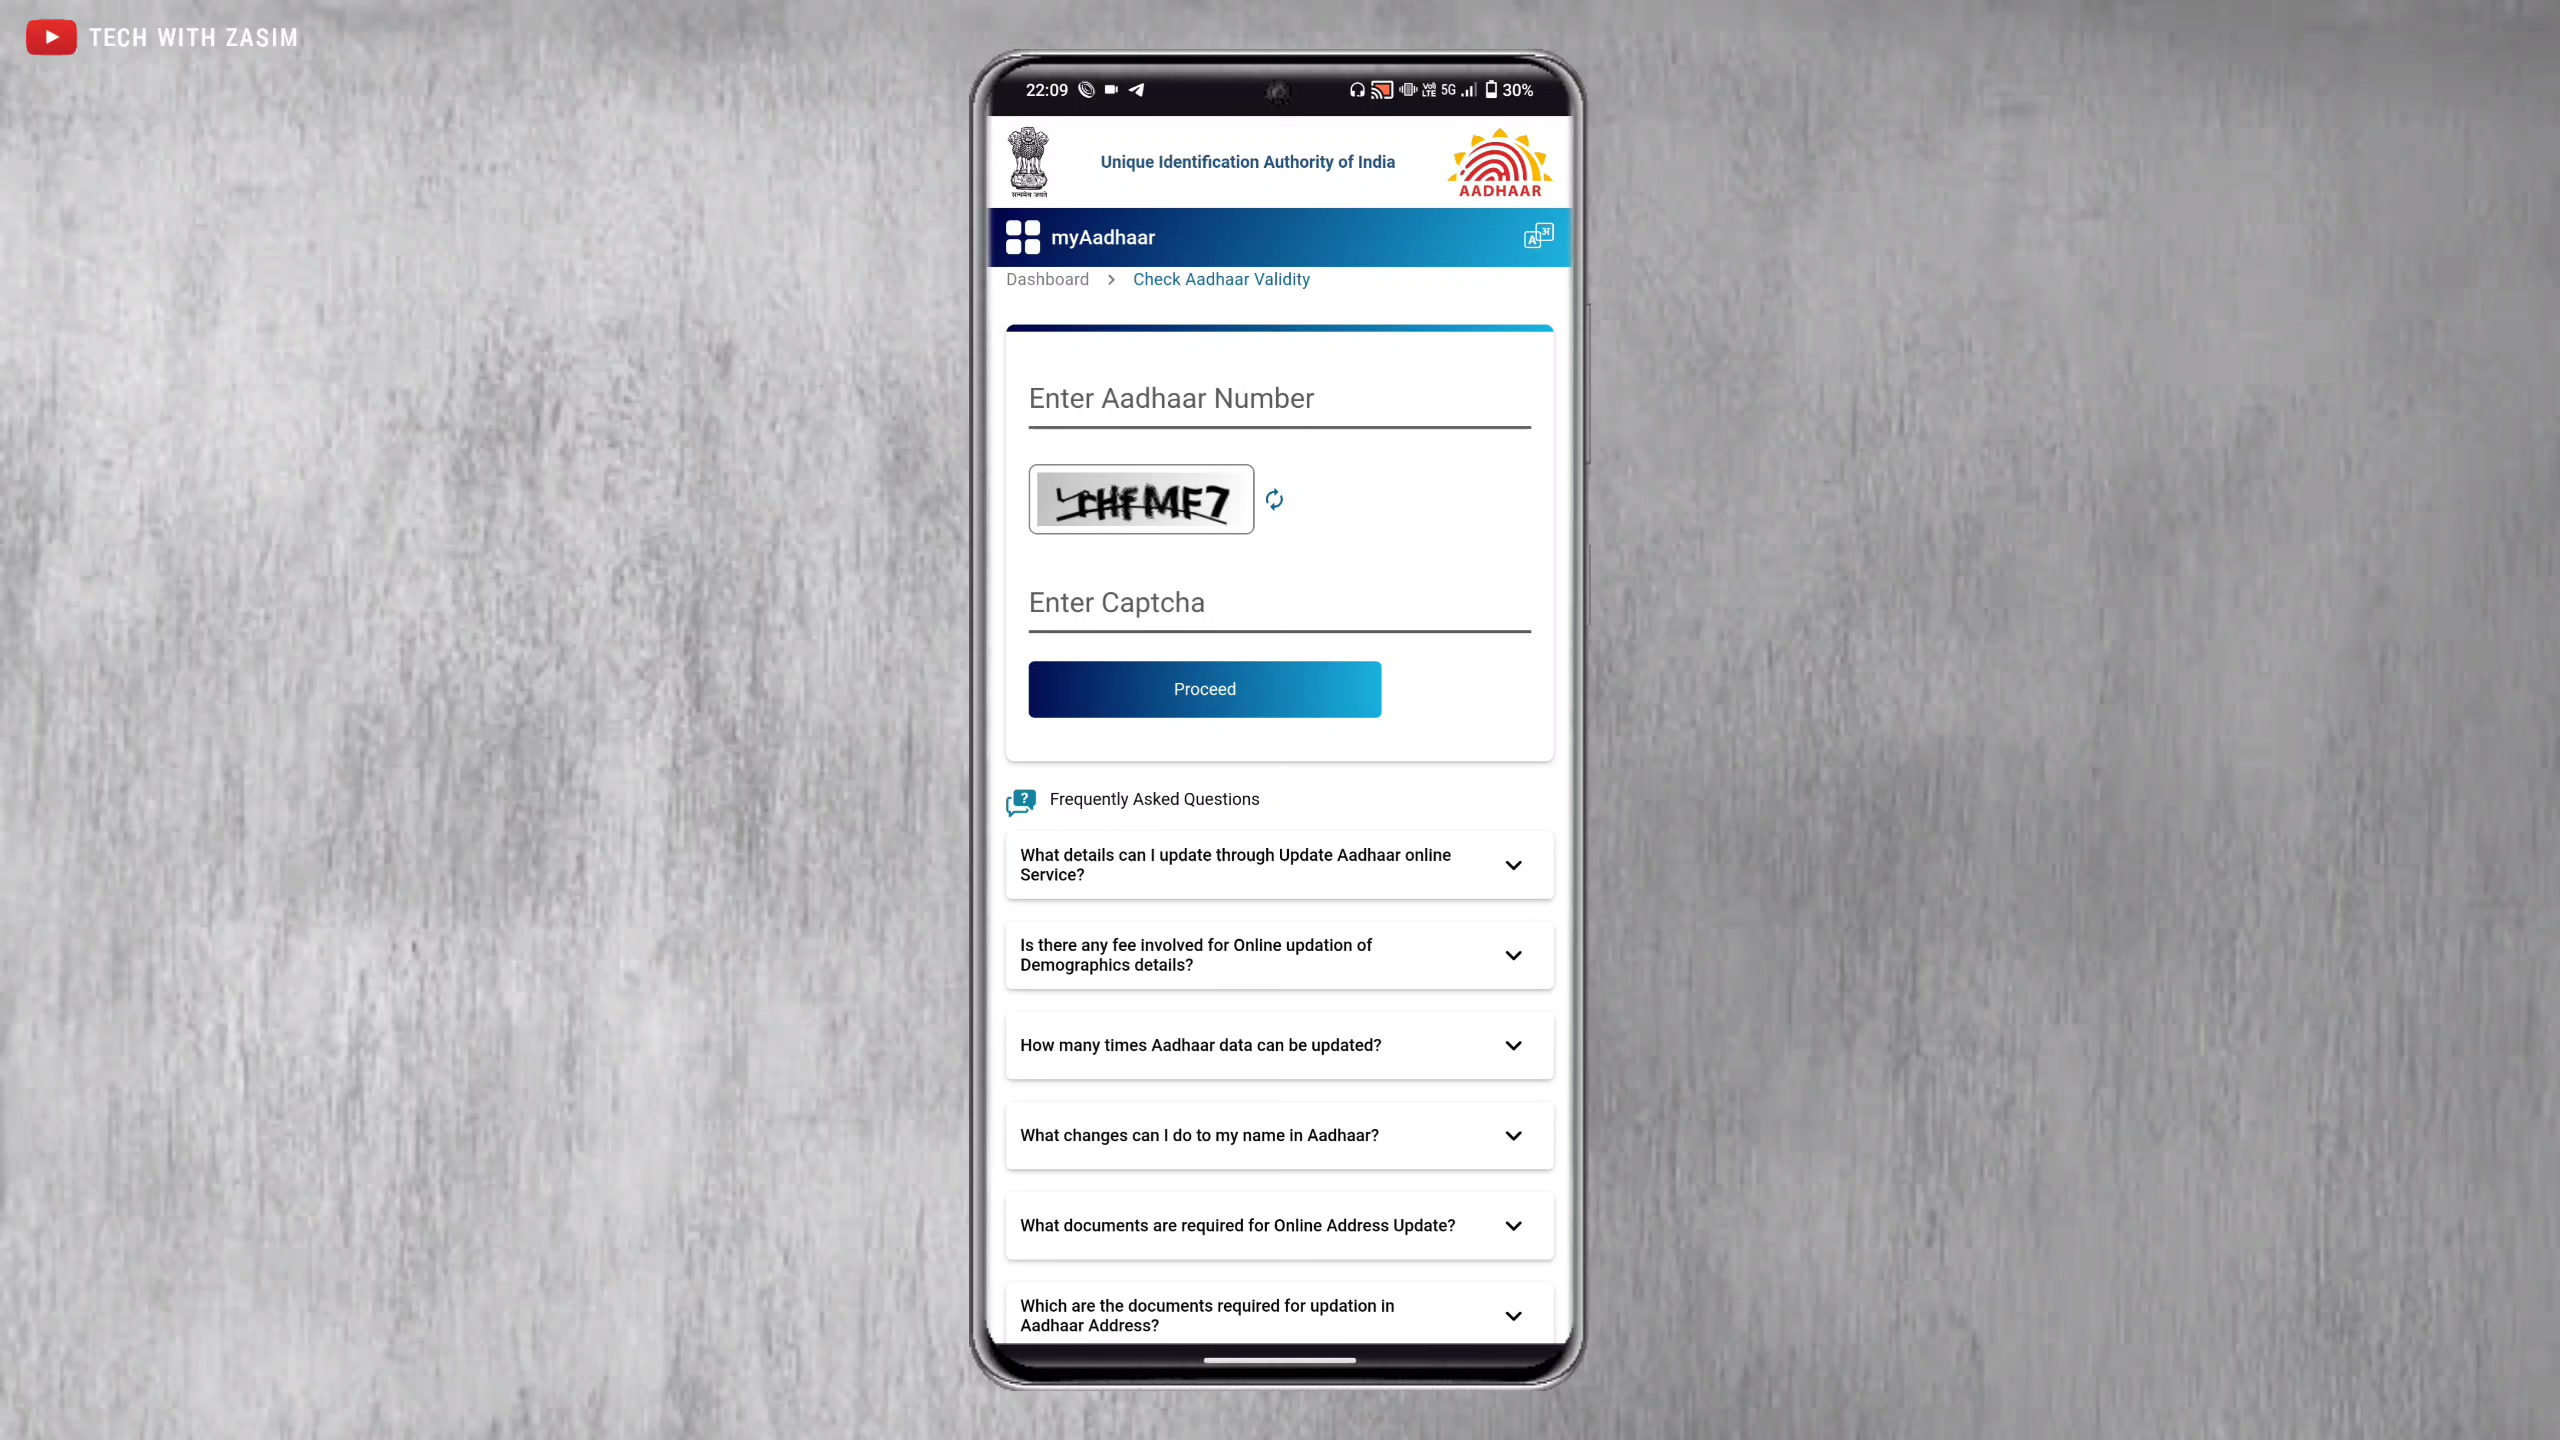 TECH WITH ZASIM
22:09
5G
30%
सत्यमेव जयते
Unique Identification Authority of India
AADHAAR
myAadhaar
Dashboard > Check Aadhaar Validity
Enter Aadhaar Number
Enter Captcha
Proceed
Frequently Asked Questions
What details can I update through Update Aadhaar online
Service?
Is there any fee involved for Online updation of
Demographics details?
How many times Aadhaar data can be updated?
What changes can I do to my name in Aadhaar?
What documents are required for Online Address Update?
Which are the documents required for updation in
Aadhaar Address?